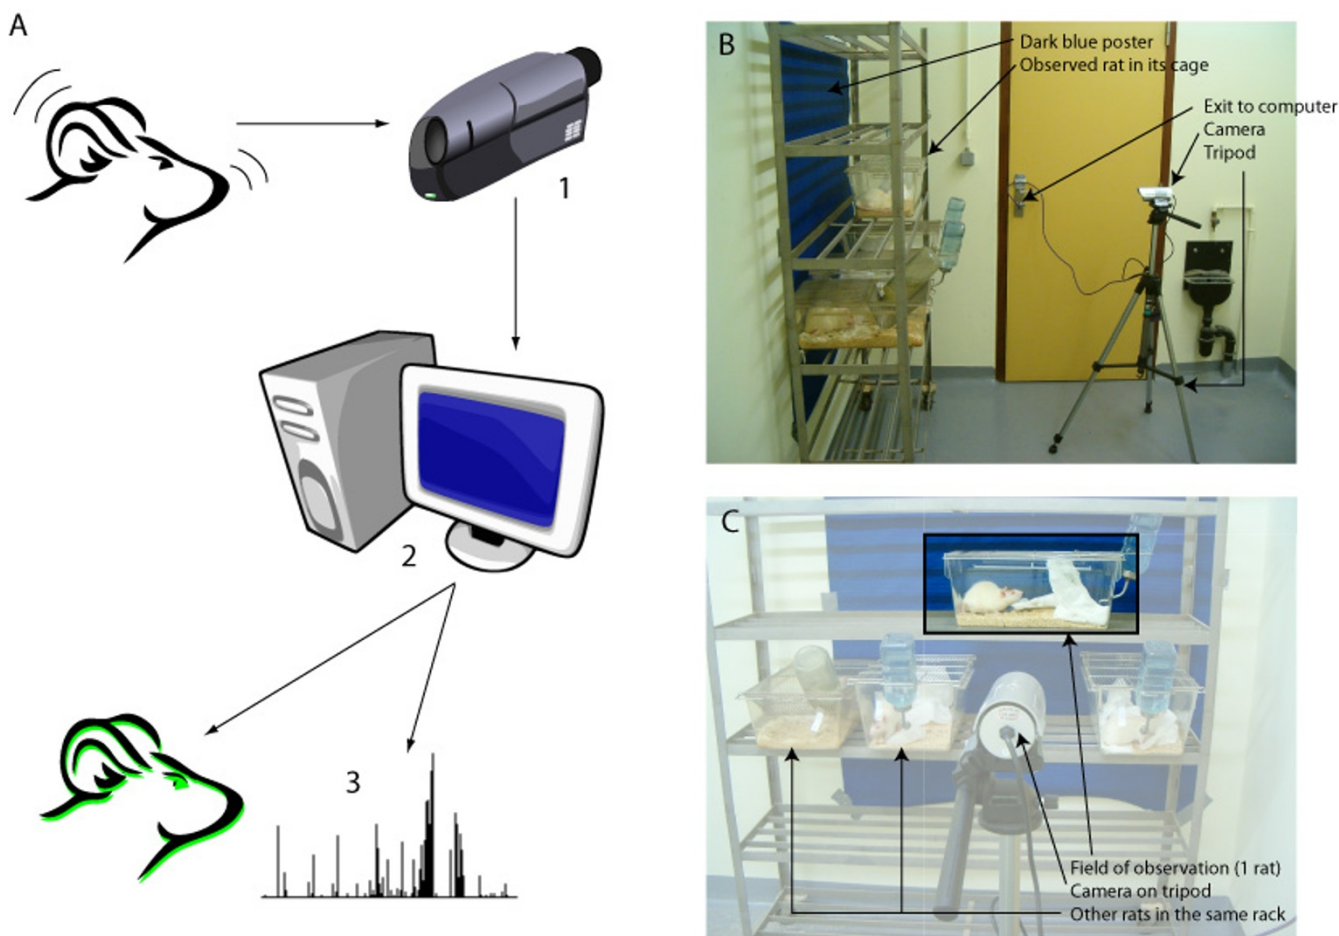 A
1
2
3
B
Dark blue poster
Observed rat in its cage
Exit to computer
Camera
Tripod
C
Field of observation (1 rat)
Camera on tripod
Other rats in the same rack